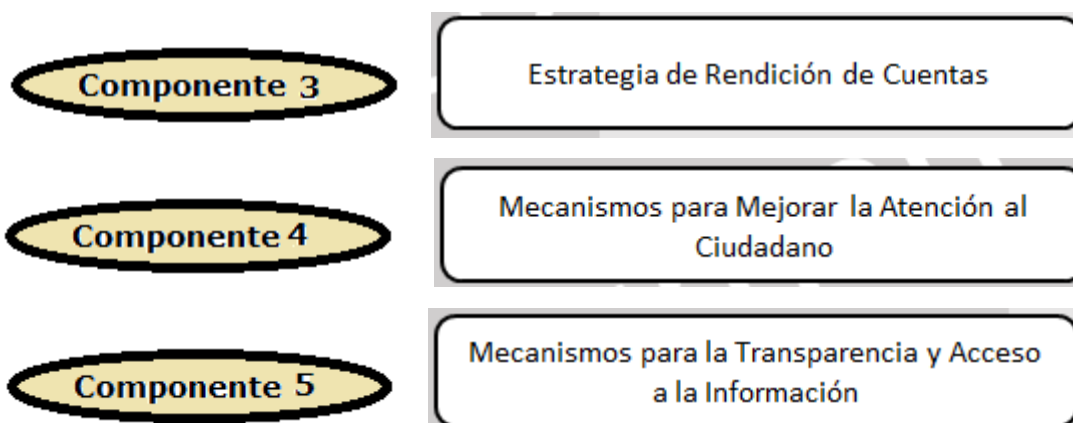 Componente 3
Estrategia de Rendición de Cuentas
Componente 4
Mecanismos para Mejorar la Atención al
Ciudadano
Componente 5
Mecanismos para la Transparencia y Acceso
a la Información